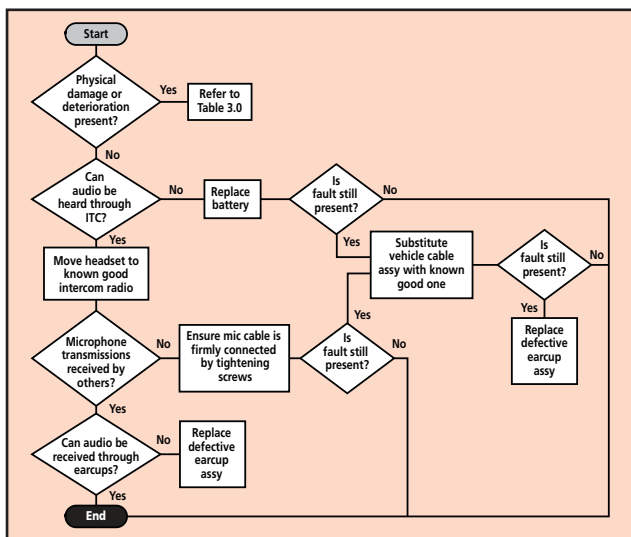 Start
Physical
damage or
deterioration
present?
Yes
Refer to
Table 3.0
No
Can
audio be
heard through
ITC?
No
Replace
battery
Is
fault still
present?
No
Yes
Yes
Move headset to
known good
intercom radio
Substitute
vehicle cable
assy with known
good one
Is
fault still
present?
No
Yes
Replace
defective
earcup
assy
Microphone
transmissions
received by
others?
No
Ensure mic cable is
firmly connected
by tightening
screws
Is
fault still
present?
Yes
No
Yes
Can audio be
received through
earcups?
No
Replace
defective
earcup
assy
Yes
End